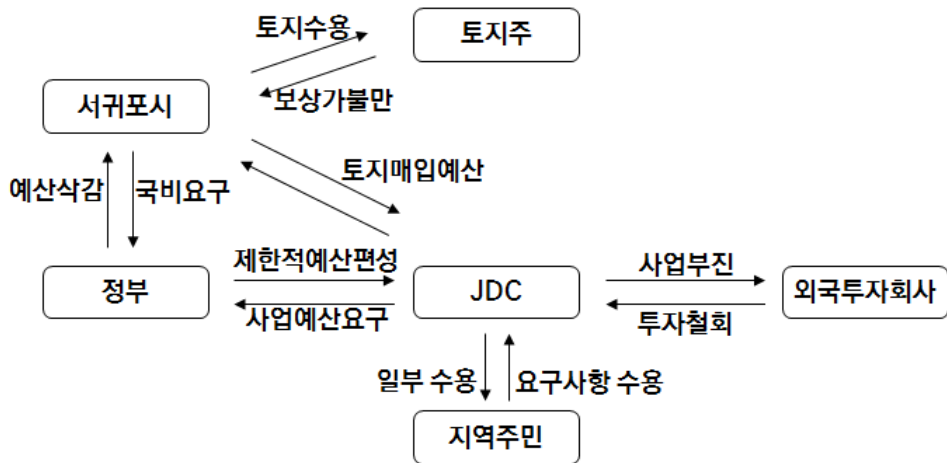 토지수용
토지주
서귀포시
보상가불만
토지매입예산
예산삭감
국비요구
제한적예산편성
사업부진
정부
JDC
외국투자회사
사업예산요구
투자철회
일부 수용
요구사항 수용
지역주민